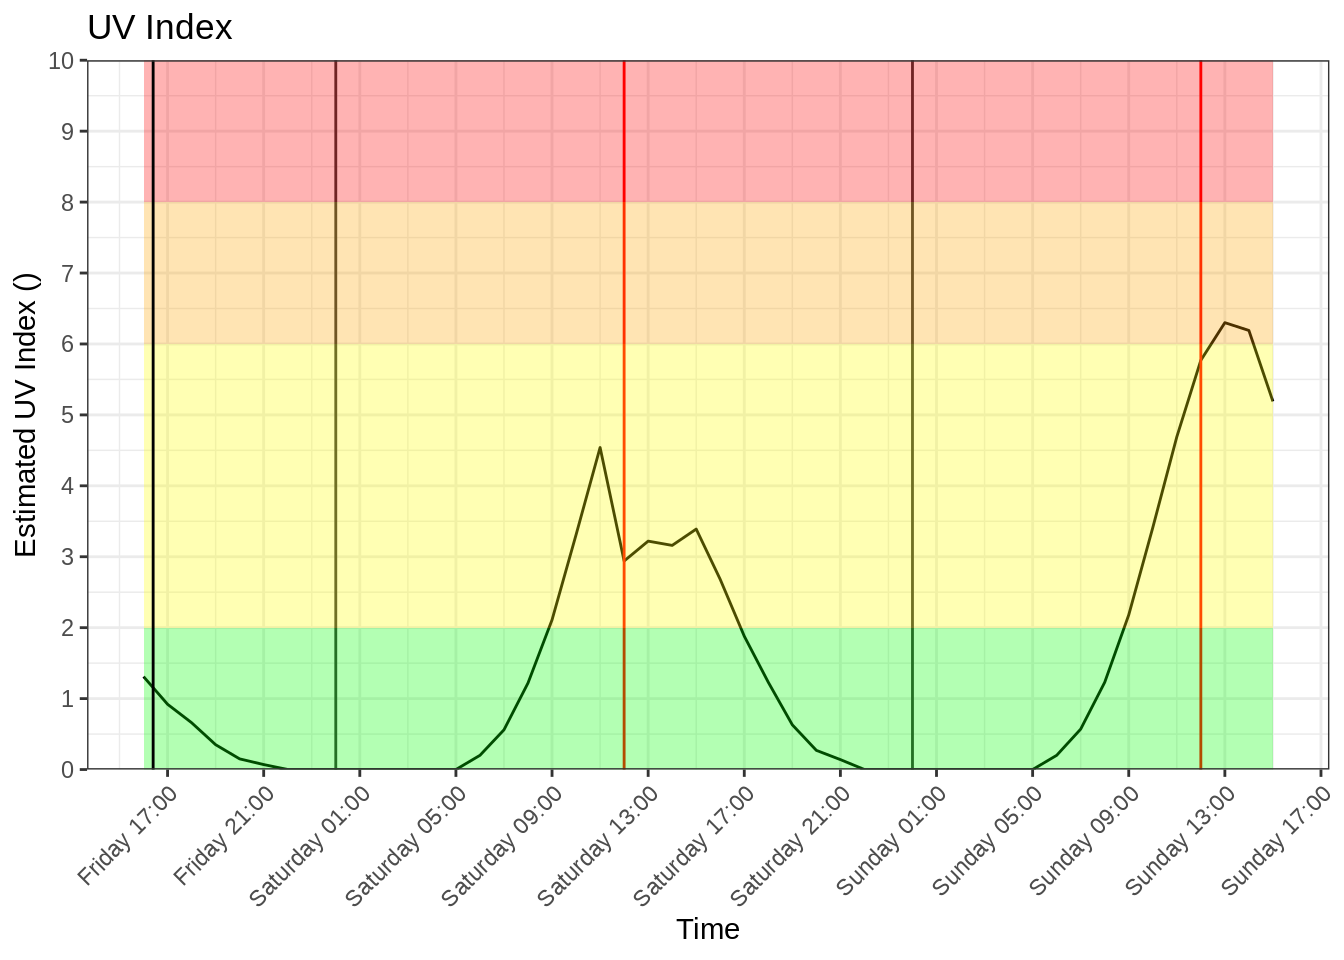 UV Index
10
9
8
7
6
5
4
3
2
1
0
Estimated UV Index ()
Friday 17:00
Friday 21:00
Saturday 01:00
Saturday 05:00
Saturday 09:00
Saturday 13:00
Saturday 17:00
Saturday 21:00
Sunday 01:00
Sunday 05:00
Sunday 09:00
Sunday 13:00
Sunday 17:00
Time